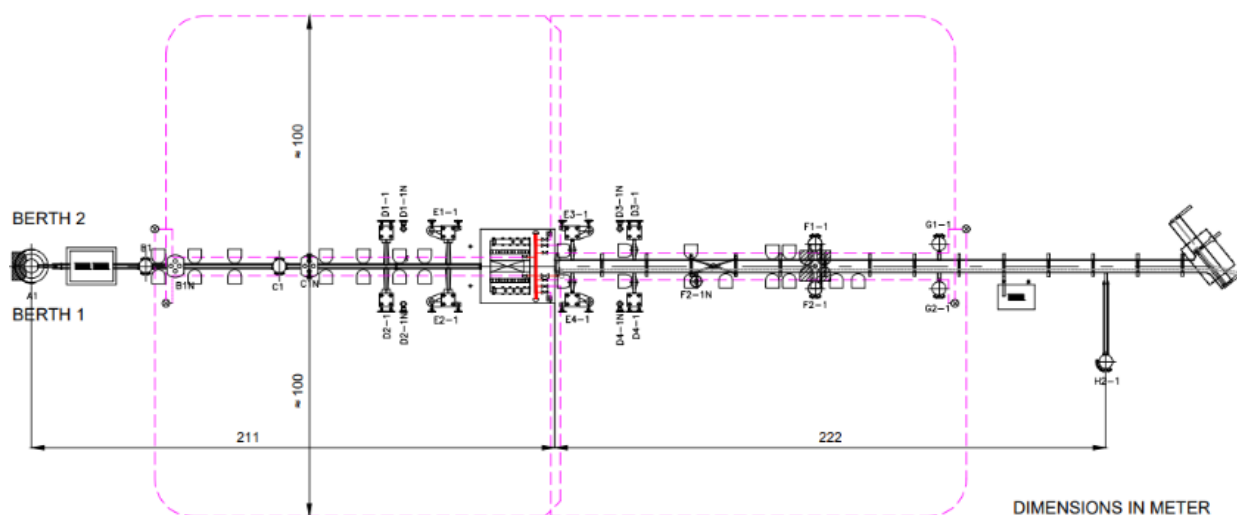 ≈ 100
BERTH 2
D1-1
D1-1N
E1-1
E3-1
D3-1N
D3-1
F1-1
G1-1
B1
A1
B1N
C1
C1N
F2-1N
BERTH 1
D2-1
D2-1N
E2-1
E4-1
D4-1N
D4-1
F2-1
G2-1
H2-1
≈ 100
211
222
DIMENSIONS IN METER